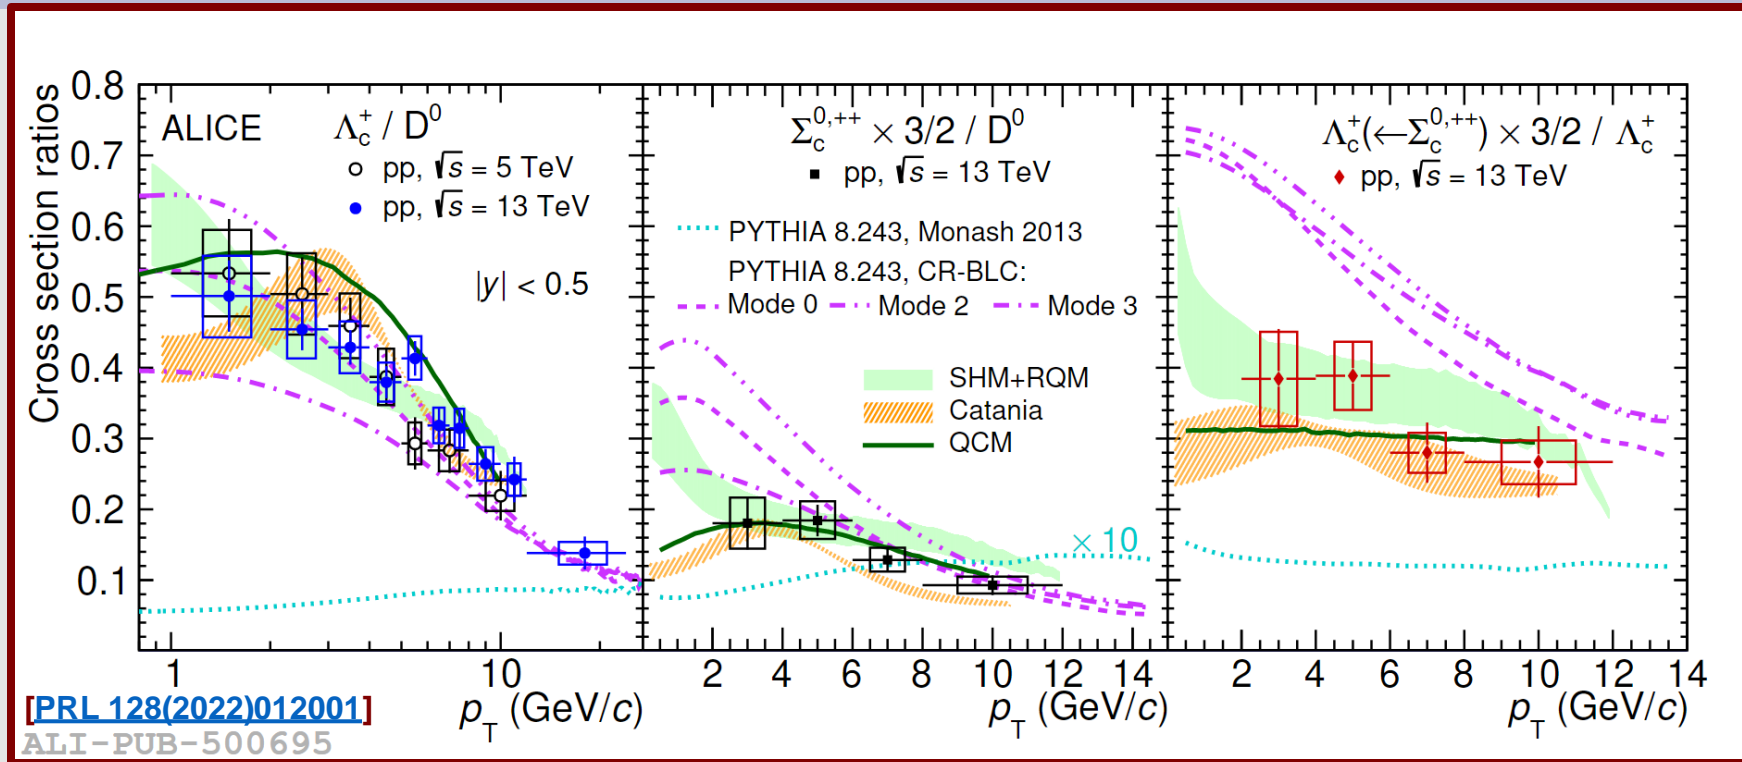 Cross section ratios
0.8
0.7
0.6
0.5
0.4
0.3
0.2
0.1
ALICE
Λc+ / D0
pp, √s = 5 TeV
pp, √s = 13 TeV
|y| < 0.5
1 10
pT (GeV/c)
Σc0,++ × 3/2 / D0
pp, √s = 13 TeV
PYTHIA 8.243, Monash 2013
PYTHIA 8.243, CR-BLC:
Mode 0 Mode 2 Mode 3
SHM+RQM
Catania
QCM
× 10
2 4 6 8 10 12 14
pT (GeV/c)
Λc+(←Σc0,++) × 3/2 / Λc+
pp, √s = 13 TeV
2 4 6 8 10 12 14
pT (GeV/c)
[PRL 128(2022)012001]
ALI-PUB-500695